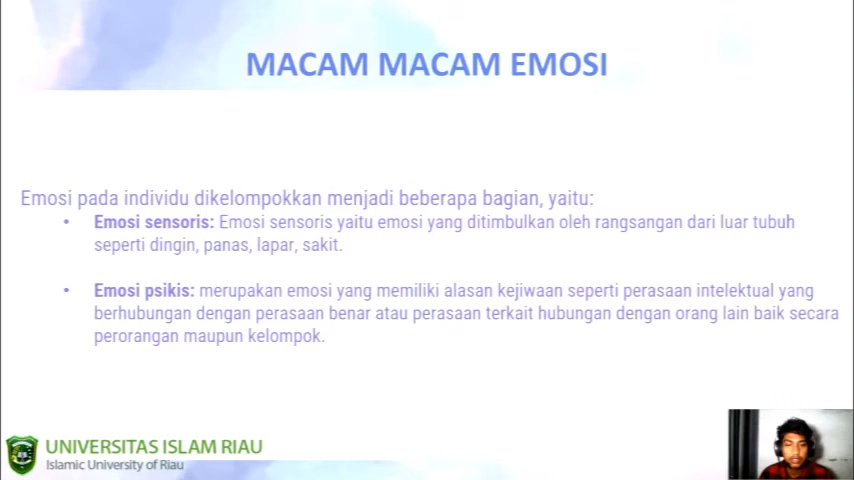 MACAM MACAM EMOSI
Emosi pada individu dikelompokkan menjadi beberapa bagian, yaitu:
• Emosi sensoris: Emosi sensoris yaitu emosi yang ditimbulkan oleh rangsangan dari luar tubuh
seperti dingin, panas, lapar, sakit.
• Emosi psikis: merupakan emosi yang memiliki alasan kejiwaan seperti perasaan intelektual yang
berhubungan dengan perasaan benar atau perasaan terkait hubungan dengan orang lain baik secara
perorangan maupun kelompok.
UNIVERSITAS ISLAM RIAU
Islamic University of Riau